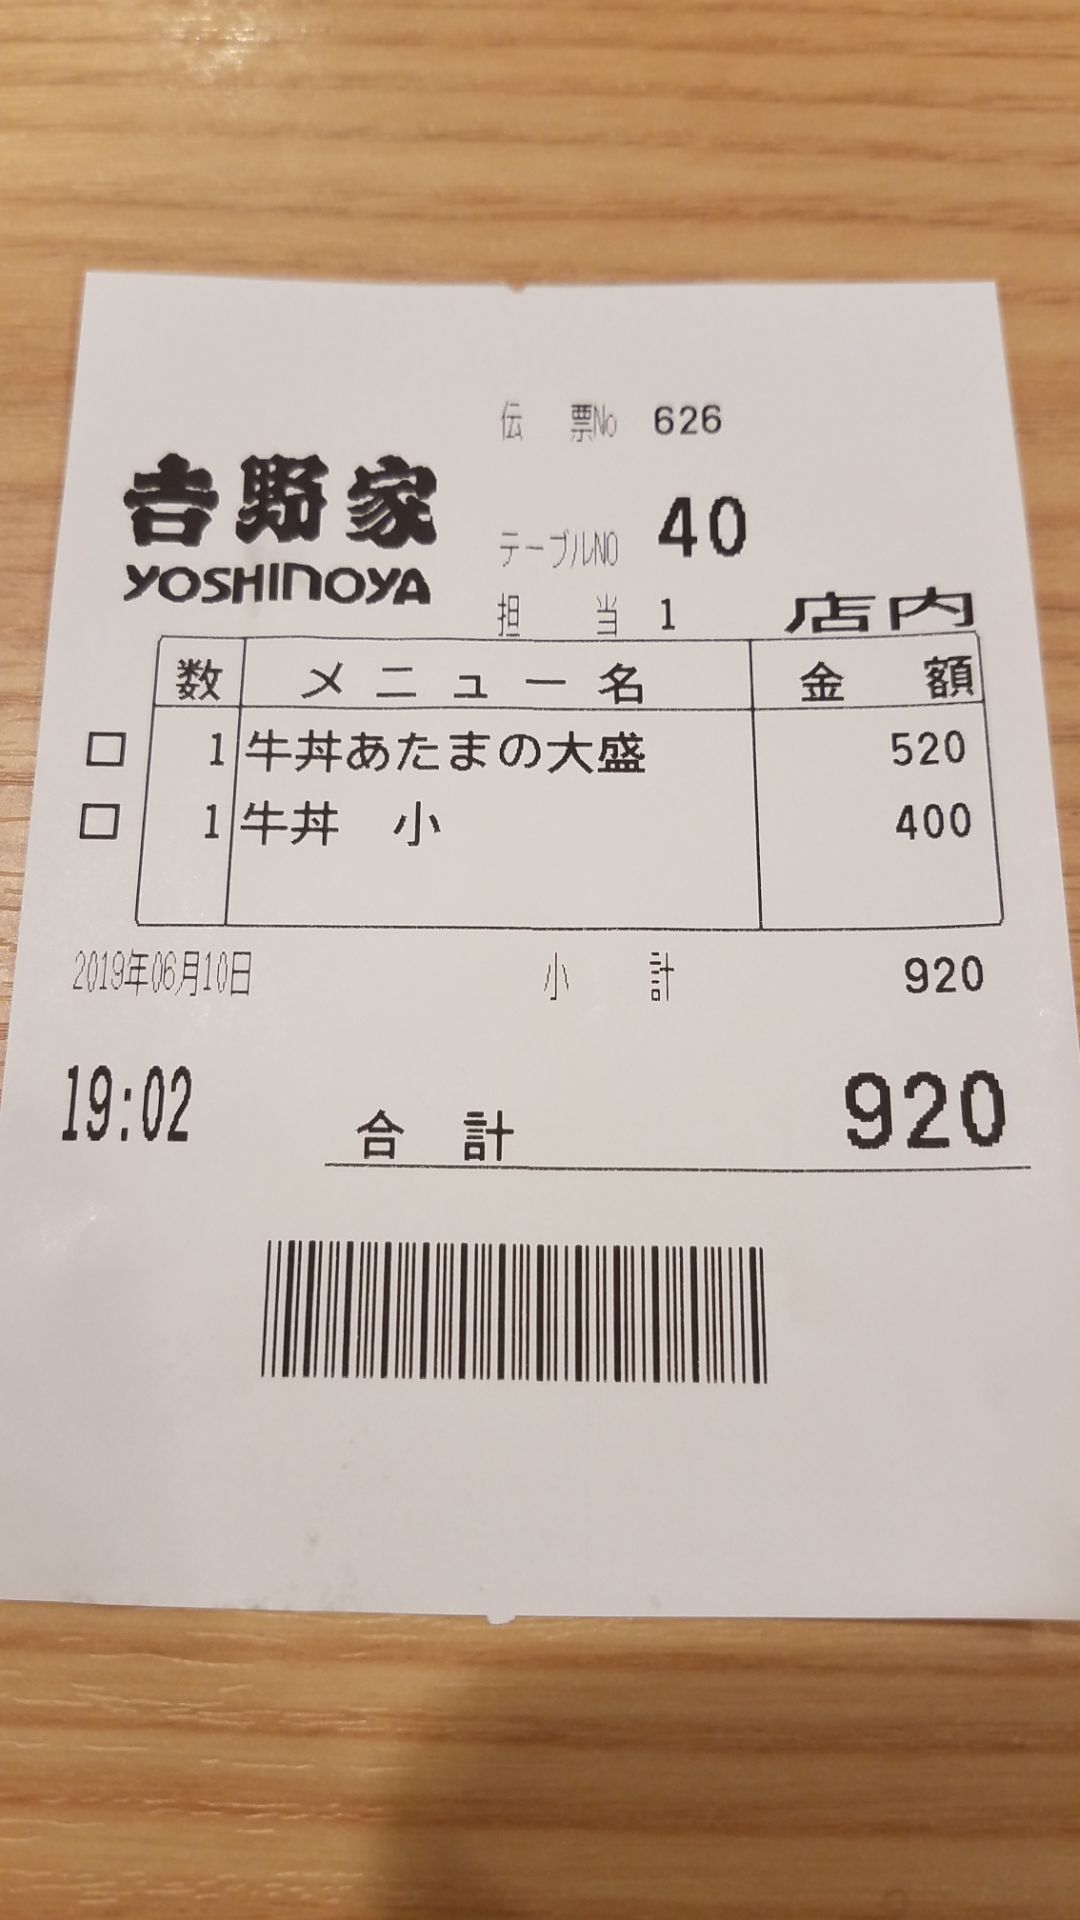 伝票No 626
吉野家
YOSHINOYA
テーブルNO 40
担当 1 店内
数 メニュー名 金額
□ 1 牛丼あたまの大盛 520
□ 1 牛丼 小 400
2019年06月10日 小計 920
19:02 合計 920